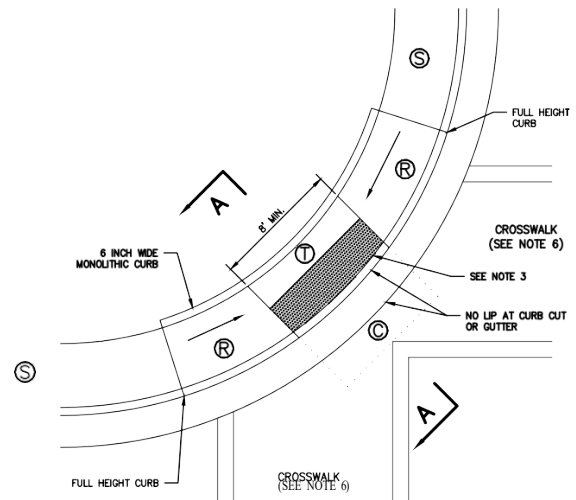 S
FULL HEIGHT
CURB
R
A
8' MIN.
CROSSWALK
(SEE NOTE 6)
6 INCH WIDE
MONOLITHIC CURB
T
SEE NOTE 3
NO LIP AT CURB CUT
OR GUTTER
C
R
S
A
FULL HEIGHT CURB
CROSSWALK
(SEE NOTE 6)